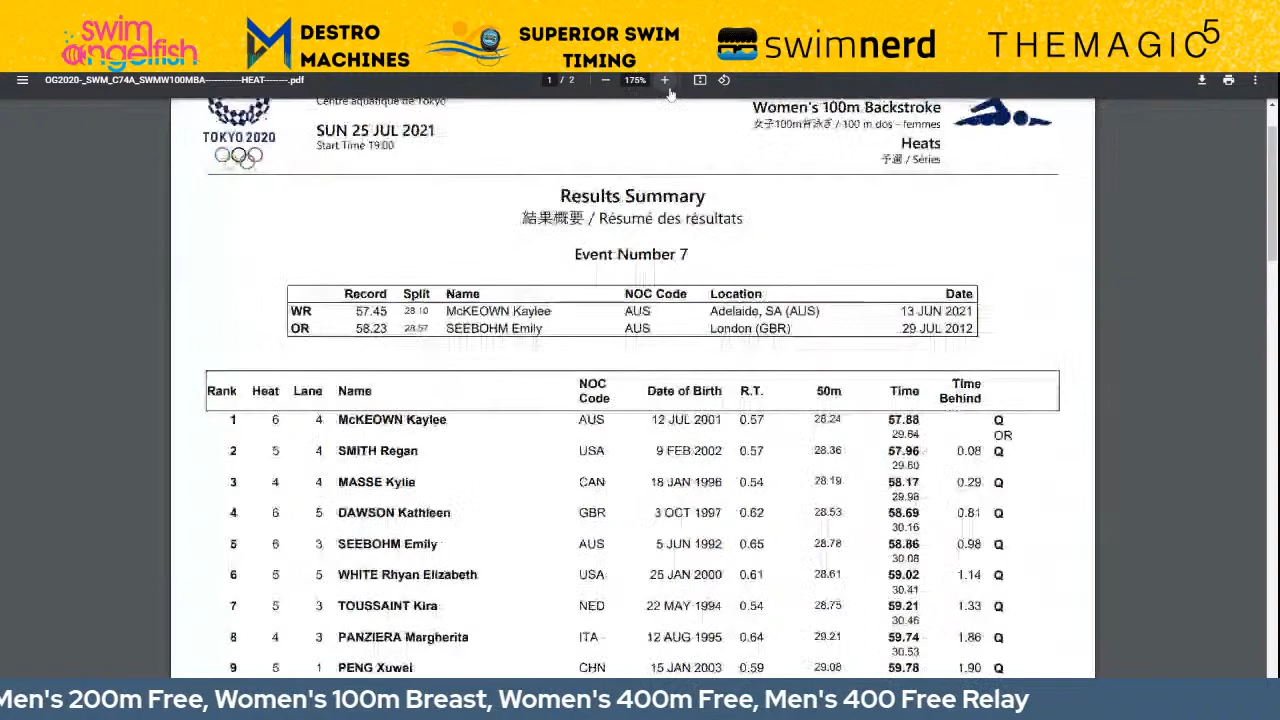 swim angelfish
DESTRO MACHINES
SUPERIOR SWIM TIMING
swimnerd
THEMAGIC5
OG2020-_SWM_C74A_SWMW100MBA------------HEAT--------.pdf 1 / 2 175%
Centre aquatique de Tokyo
TOKYO 2020
SUN 25 JUL 2021
Start Time 19:00
Women's 100m Backstroke
女子100m背泳ぎ / 100 m dos - femmes
Heats
予選 / Séries
Results Summary
結果概要 / Résumé des résultats
Event Number 7
Record Split Name NOC Code Location Date
WR 57.45 28.10 McKEOWN Kaylee AUS Adelaide, SA (AUS) 13 JUN 2021
OR 58.23 28.57 SEEBOHM Emily AUS London (GBR) 29 JUL 2012
Rank Heat Lane Name NOC Code Date of Birth R.T. 50m Time Time Behind
1 6 4 McKEOWN Kaylee AUS 12 JUL 2001 0.57 28.24 57.88 Q
29.64 OR
2 5 4 SMITH Regan USA 9 FEB 2002 0.57 28.36 57.96 0.08 Q
29.60
3 4 4 MASSE Kylie CAN 18 JAN 1996 0.54 28.19 58.17 0.29 Q
29.98
4 6 5 DAWSON Kathleen GBR 3 OCT 1997 0.62 28.53 58.69 0.81 Q
30.16
5 6 3 SEEBOHM Emily AUS 5 JUN 1992 0.65 28.78 58.86 0.98 Q
30.08
6 5 5 WHITE Rhyan Elizabeth USA 25 JAN 2000 0.61 28.61 59.02 1.14 Q
30.41
7 5 3 TOUSSAINT Kira NED 22 MAY 1994 0.54 28.75 59.21 1.33 Q
30.46
8 4 3 PANZIERA Margherita ITA 12 AUG 1995 0.64 29.21 59.74 1.86 Q
30.53
9 5 1 PENG Xuwei CHN 15 JAN 2003 0.59 29.08 59.78 1.90 Q
Men's 200m Free, Women's 100m Breast, Women's 400m Free, Men's 400 Free Relay